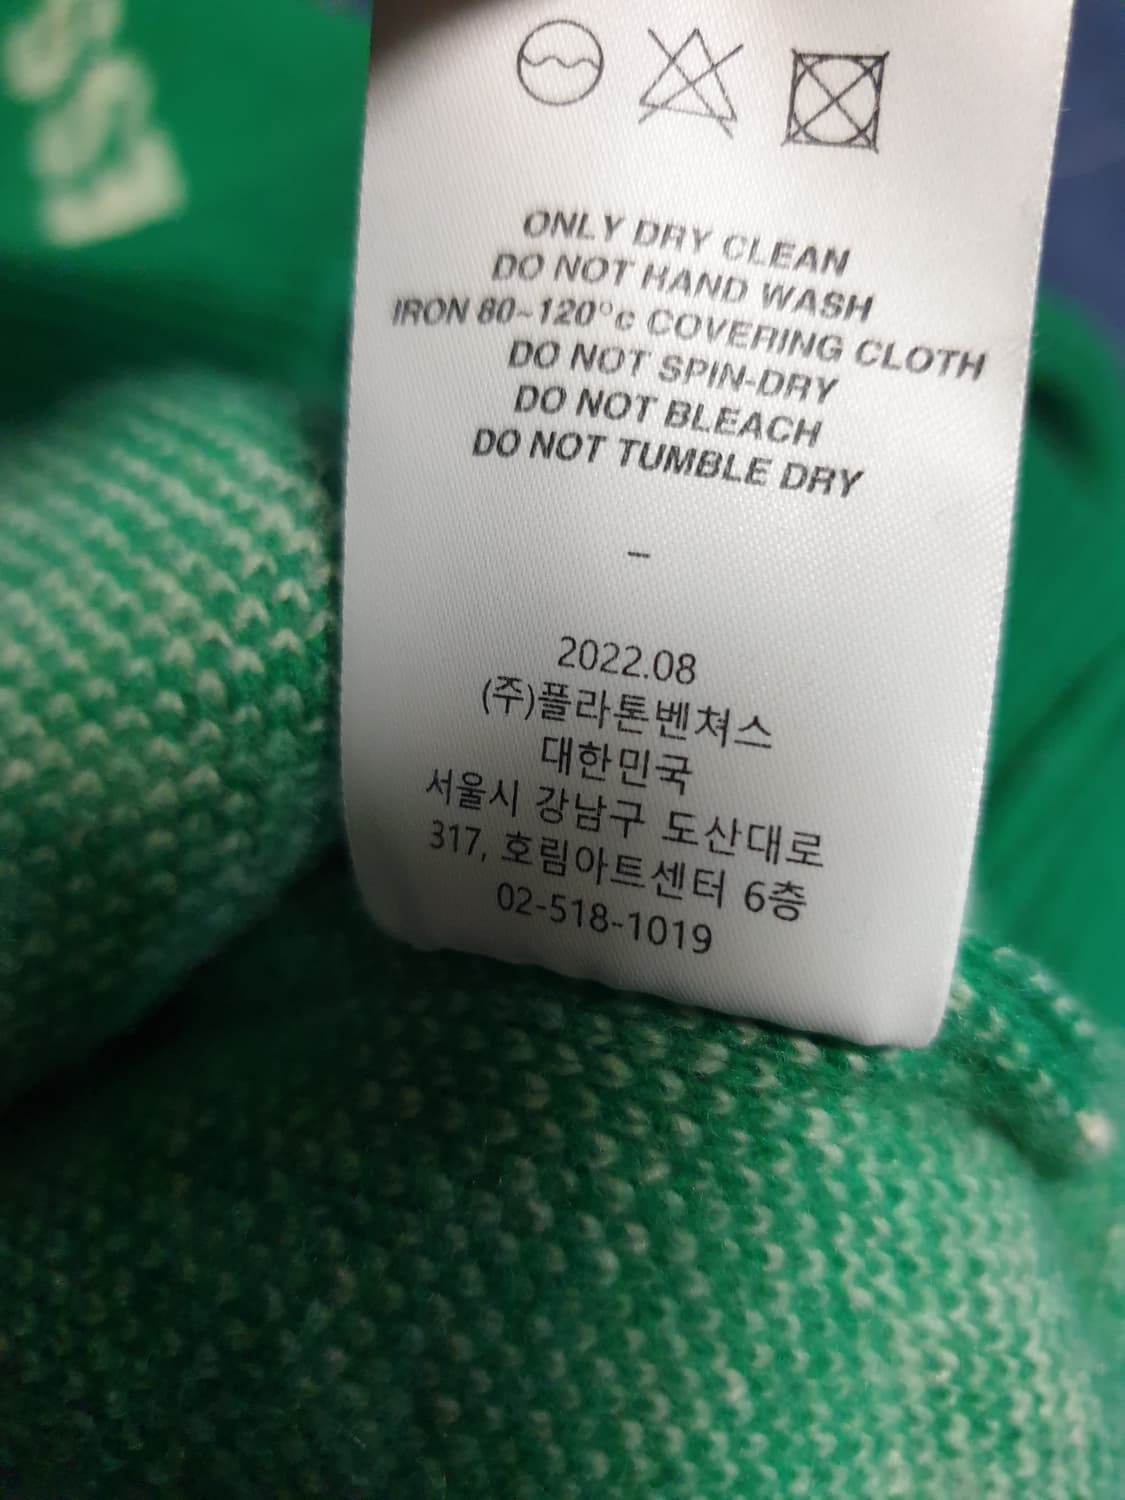 ONLY DRY CLEAN
DO NOT HAND WASH
IRON 80~120°c COVERING CLOTH
DO NOT SPIN-DRY
DO NOT BLEACH
DO NOT TUMBLE DRY
–
2022.08
(주)플라톤벤쳐스
대한민국
서울시 강남구 도산대로
317, 호림아트센터 6층
02-518-1019